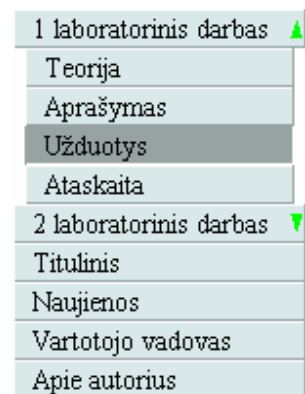 1 laboratorinis darbas
Teorija
Aprašymas
Užduotys
Ataskaita
2 laboratorinis darbas
Titulinis
Naujienos
Vartotojo vadovas
Apie autorius